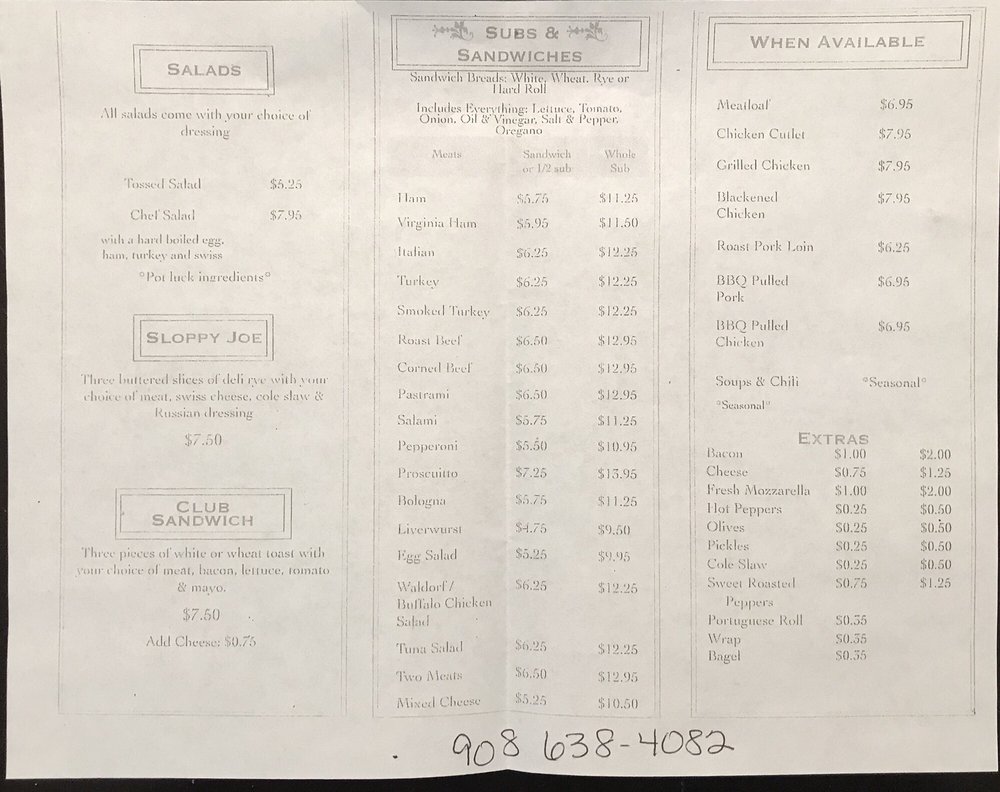 SALADS
All salads come with your choice of
dressing
Tossed Salad $5.25
Chef Salad $7.95
with a hard boiled egg,
ham, turkey and swiss
*Pot luck ingredients*
SLOPPY JOE
Three buttered slices of deli rye with your
choice of meat, swiss cheese, cole slaw &
Russian dressing
$7.50
CLUB
SANDWICH
Three pieces of white or wheat toast with
your choice of meat, bacon, lettuce, tomato
& mayo.
$7.50
Add Cheese: $0.75
SUBS &
SANDWICHES
Sandwich Breads: White, Wheat, Rye or
Hard Roll
Includes Everything: Lettuce, Tomato,
Onion, Oil & Vinegar, Salt & Pepper,
Oregano
Meats Sandwich Whole
or 1/2 sub Sub
Ham $5.75 $11.25
Virginia Ham $5.95 $11.50
Italian $6.25 $12.25
Turkey $6.25 $12.25
Smoked Turkey $6.25 $12.25
Roast Beef $6.50 $12.95
Corned Beef $6.50 $12.95
Pastrami $6.50 $12.95
Salami $5.75 $11.25
Pepperoni $5.50 $10.95
Proscuitto $7.25 $13.95
Bologna $5.75 $11.25
Liverwurst $4.75 $9.50
Egg Salad $5.25 $9.95
Waldorf / $6.25 $12.25
Buffalo Chicken
Salad
Tuna Salad $6.25 $12.25
Two Meats $6.50 $12.95
Mixed Cheese $5.25 $10.50
WHEN AVAILABLE
Meatloaf $6.95
Chicken Cutlet $7.95
Grilled Chicken $7.95
Blackened $7.95
Chicken
Roast Pork Loin $6.25
BBQ Pulled $6.95
Pork
BBQ Pulled $6.95
Chicken
Soups & Chili *Seasonal*
*Seasonal*
EXTRAS
Bacon $1.00 $2.00
Cheese $0.75 $1.25
Fresh Mozzarella $1.00 $2.00
Hot Peppers $0.25 $0.50
Olives $0.25 $0.50
Pickles $0.25 $0.50
Cole Slaw $0.25 $0.50
Sweet Roasted $0.75 $1.25
Peppers
Portuguese Roll $0.35
Wrap $0.35
Bagel $0.35
908 638-4082